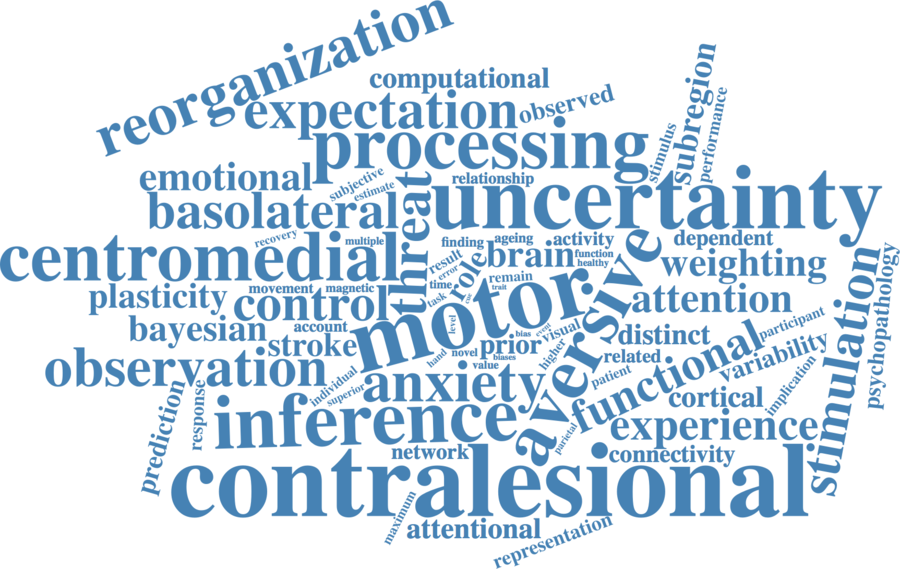 reorganization
computational
expectation
observed
processing
subregion
stimulus
performance
emotional
subjective
estimate
relationship
threat
uncertainty
basolateral
recovery
multiple
finding
ageing
activity
dependent
centromedial
result
error
role
brain
function
healthy
aversive
weighting
plasticity
movement
magnetic
time
task
cue
remain
trait
control
motor
attention
bayesian
account
stroke
level
bias
event
visual
prior
distinct
participant
stimulation
psychopathology
observation
hand
novel
biases
value
higher
related
functional
variability
individual
superior
anxiety
patient
implication
prediction
response
inference
parietal
cortical
experience
network
connectivity
contralesional
maximum
attentional
representation